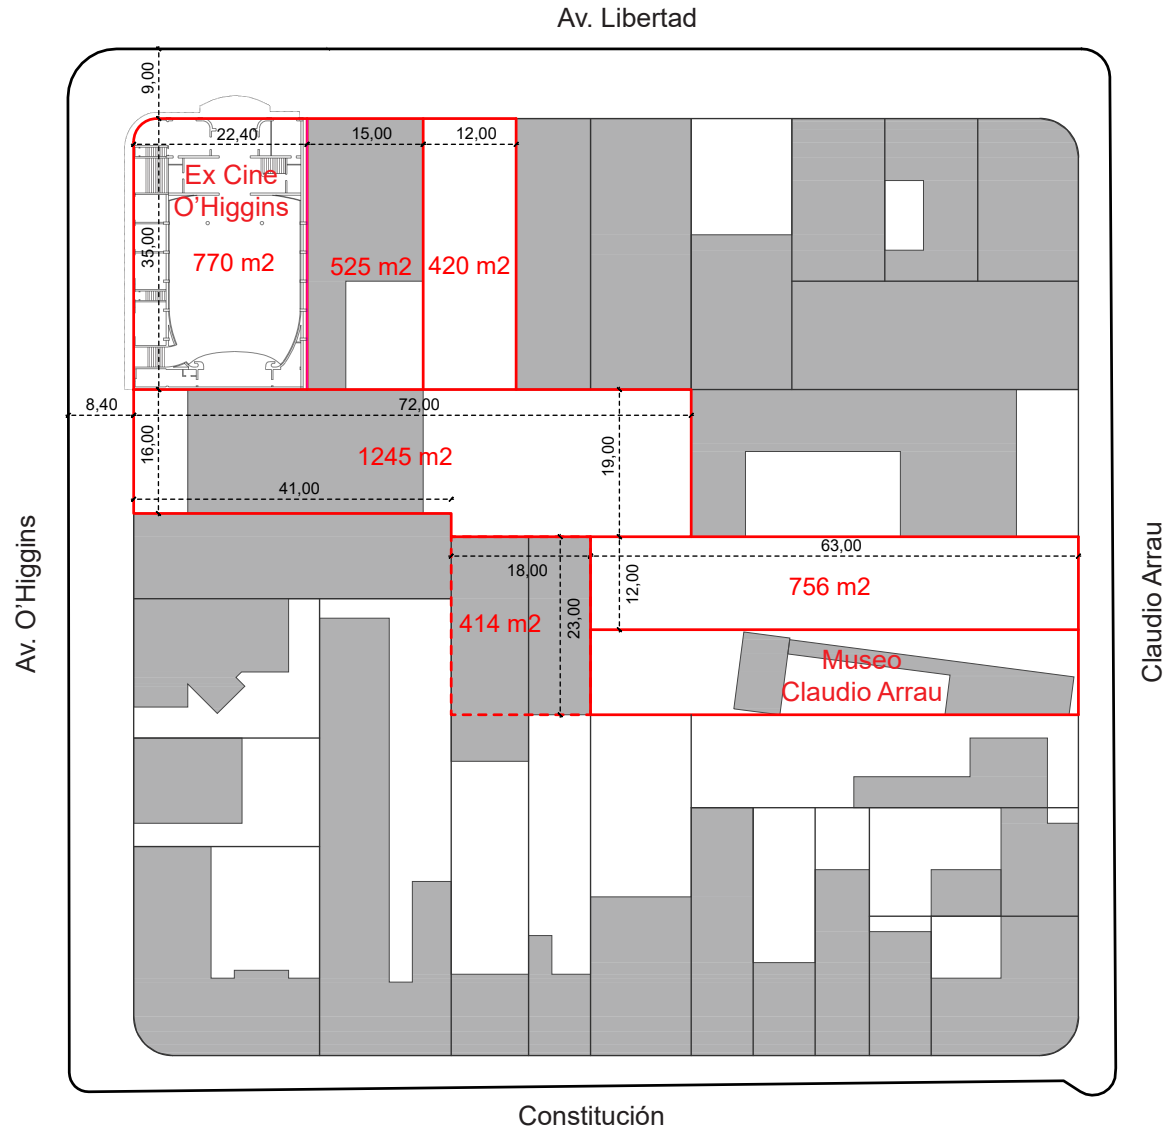 Av. Libertad
9,00
22,40
15,00
12,00
Ex Cine
O'Higgins
35,00
770 m2
525 m2
420 m2
8,40
72,00
16,00
1245 m2
19,00
41,00
63,00
18,00
12,00
756 m2
414 m2
23,00
Museo
Claudio Arrau
Av. O'Higgins
Claudio Arrau
Constitución